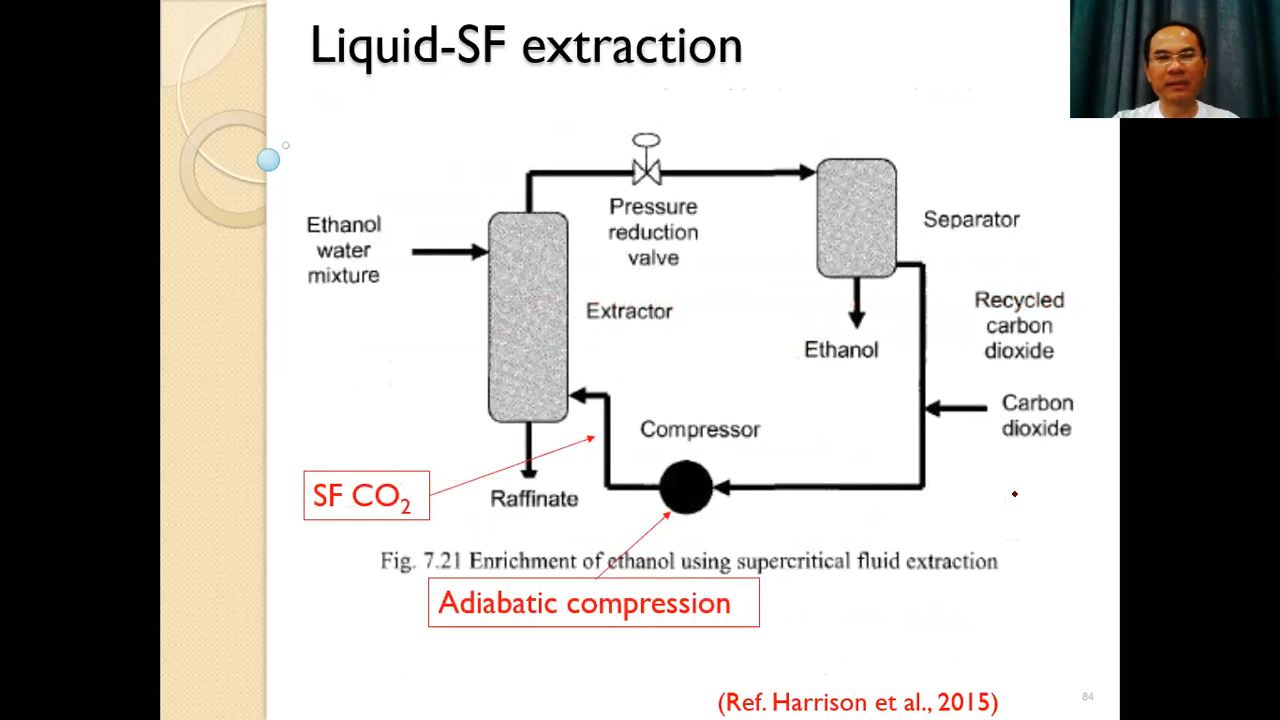 Liquid-SF extraction
Ethanol
water
mixture
Pressure
reduction
valve
Separator
Extractor
Recycled
carbon
dioxide
Ethanol
Carbon
dioxide
Compressor
SF CO₂
Raffinate
Fig. 7.21 Enrichment of ethanol using supercritical fluid extraction
Adiabatic compression
(Ref. Harrison et al., 2015)
84